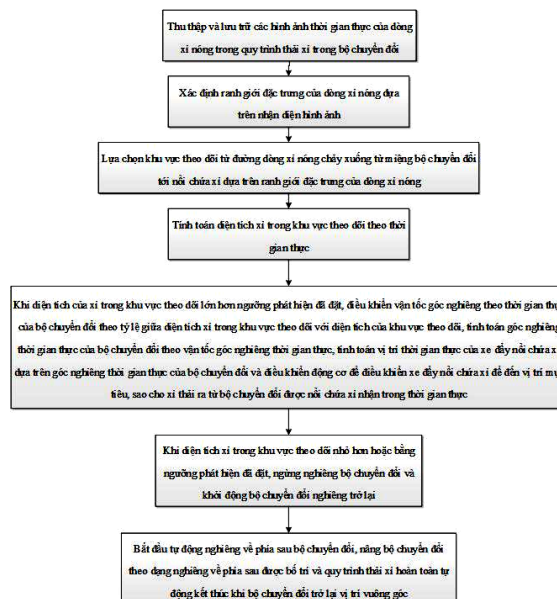 Thu thập và lưu trữ các hình ảnh thời gian thực của dòng
xỉ nóng trong quy trình thải xỉ trong bộ chuyển đổi
Xác định ranh giới đặc trưng của dòng xỉ nóng dựa
trên nhận diện hình ảnh
Lựa chọn khu vực theo dõi từ đường dòng xỉ nóng chảy xuống từ miệng bộ chuyển đổi
tới nồi chứa xỉ dựa trên ranh giới đặc trưng của dòng xỉ nóng
Tính toán diện tích xỉ trong khu vực theo dõi theo thời
gian thực
Khi diện tích của xỉ trong khu vực theo dõi lớn hơn ngưỡng phát hiện đã đặt, điều khiển vận tốc góc nghiêng theo thời gian thực
của bộ chuyển đổi theo tỷ lệ giữa diện tích xỉ trong khu vực theo dõi với diện tích của khu vực theo dõi, tính toán góc nghiêng
thời gian thực của bộ chuyển đổi theo vận tốc góc nghiêng thời gian thực, tính toán vị trí thời gian thực của xe đẩy nồi chứa xỉ
dựa trên góc nghiêng thời gian thực của bộ chuyển đổi và điều khiển động cơ để điều khiển xe đẩy nồi chứa xỉ để đến vị trí mục
tiêu, sao cho xỉ thải ra từ bộ chuyển đổi được nồi chứa xỉ nhận trong thời gian thực
Khi diện tích xỉ trong khu vực theo dõi nhỏ hơn hoặc bằng
ngưỡng phát hiện đã đặt, ngừng nghiêng bộ chuyển đổi và
khởi động bộ chuyển đổi nghiêng trở lại
Bắt đầu tự động nghiêng về phía sau bộ chuyển đổi, nâng bộ chuyển đổi
theo dạng nghiêng về phía sau được bố trí và quy trình thải xỉ hoàn toàn tự
động kết thúc khi bộ chuyển đổi trở lại vị trí vuông góc